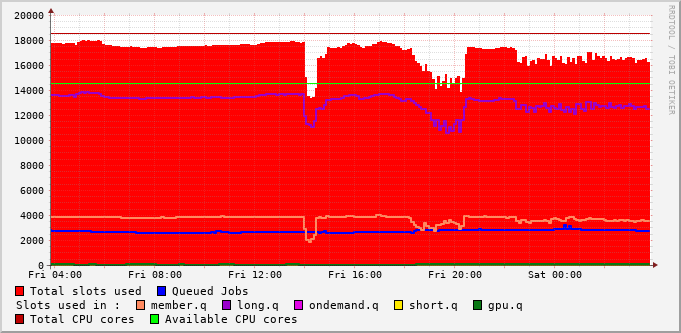 RRDTOOL / TOBI OETIKER
20000
18000
16000
14000
12000
10000
8000
6000
4000
2000
0
Fri 04:00 Fri 08:00 Fri 12:00 Fri 16:00 Fri 20:00 Sat 00:00
Total slots used Queued Jobs
Slots used in : member.q long.q ondemand.q short.q gpu.q
Total CPU cores Available CPU cores